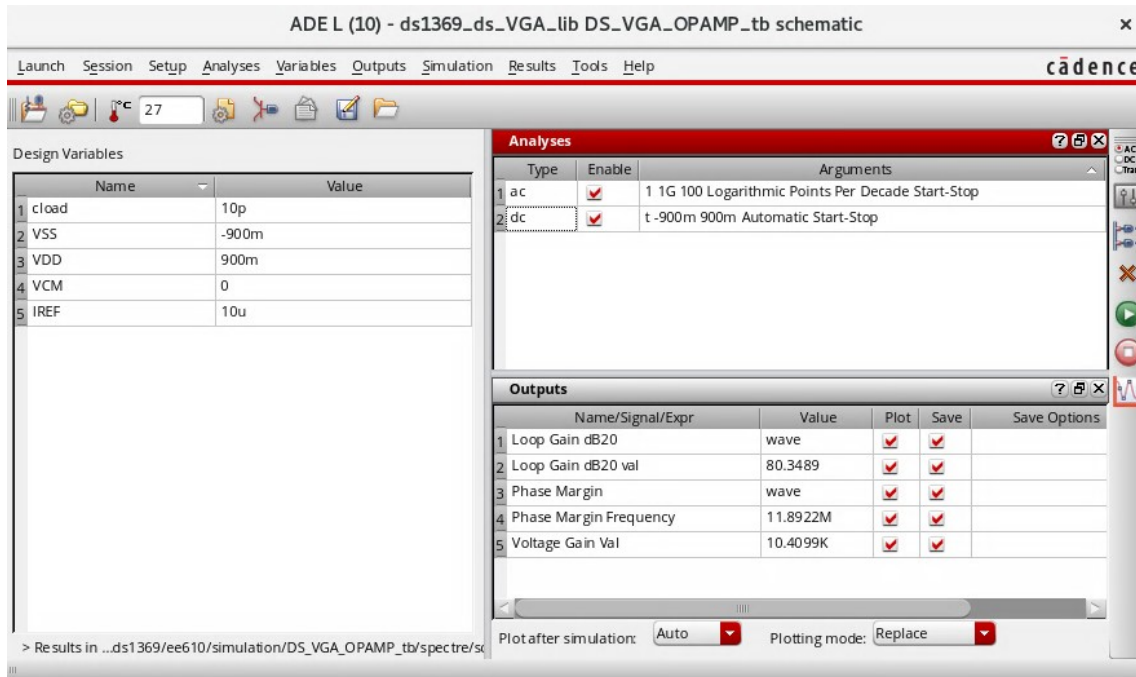 ADE L (10) - ds1369_ds_VGA_lib DS_VGA_OPAMP_tb schematic ×
Launch Session Setup Analyses Variables Outputs Simulation Results Tools Help cādence
°C 27
Design Variables
Name Value
1 cload 10p
2 VSS -900m
3 VDD 900m
4 VCM 0
5 IREF 10u
> Results in ...ds1369/ee610/simulation/DS_VGA_OPAMP_tb/spectre/sc
Analyses ?
Type Enable Arguments
1 ac 1 1G 100 Logarithmic Points Per Decade Start-Stop
2 dc t -900m 900m Automatic Start-Stop
AC
DC
Tra
Outputs ?
Name/Signal/Expr Value Plot Save Save Options
1 Loop Gain dB20 wave
2 Loop Gain dB20 val 80.3489
3 Phase Margin wave
4 Phase Margin Frequency 11.8922M
5 Voltage Gain Val 10.4099K
Plot after simulation: Auto Plotting mode: Replace